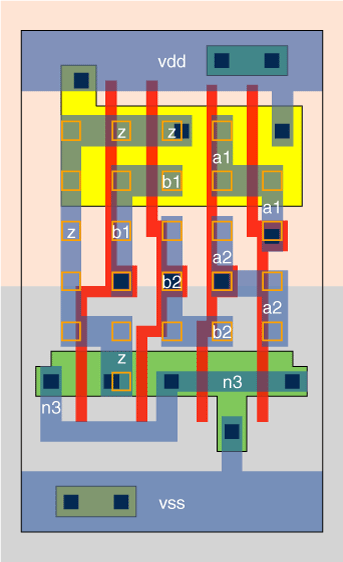 vdd
z z a1
b1 a1
z b1 a2
b2 a2
b2
z
n3 n3
vss